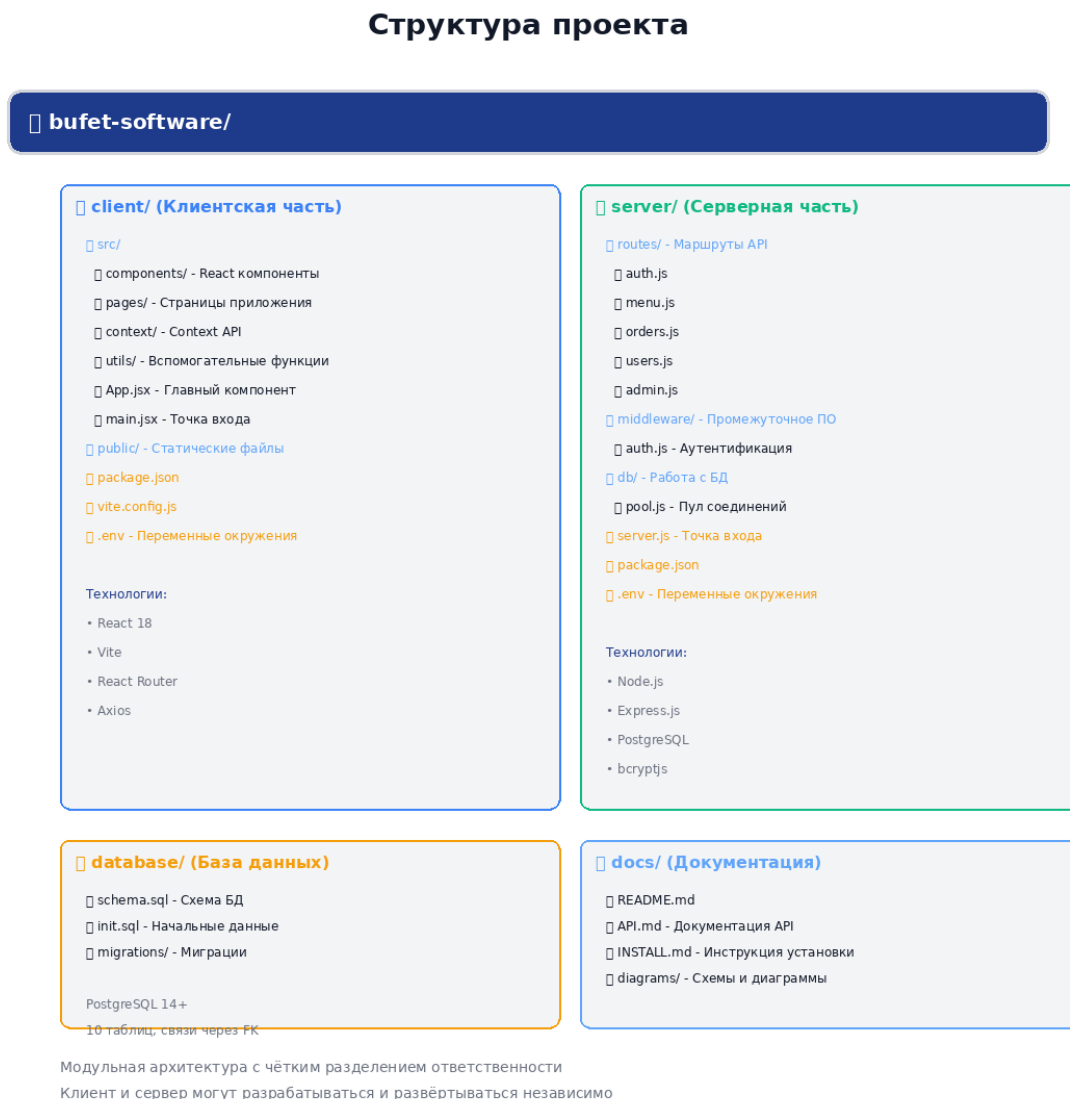 Структура проекта
bufet-software/
client/ (Клиентская часть)
src/
components/ - React компоненты
pages/ - Страницы приложения
context/ - Context API
utils/ - Вспомогательные функции
App.jsx - Главный компонент
main.jsx - Точка входа
public/ - Статические файлы
package.json
vite.config.js
.env - Переменные окружения
Технологии:
• React 18
• Vite
• React Router
• Axios
server/ (Серверная часть)
routes/ - Маршруты API
auth.js
menu.js
orders.js
users.js
admin.js
middleware/ - Промежуточное ПО
auth.js - Аутентификация
db/ - Работа с БД
pool.js - Пул соединений
server.js - Точка входа
package.json
.env - Переменные окружения
Технологии:
• Node.js
• Express.js
• PostgreSQL
• bcryptjs
database/ (База данных)
schema.sql - Схема БД
init.sql - Начальные данные
migrations/ - Миграции
PostgreSQL 14+
10 таблиц, связи через FK
docs/ (Документация)
README.md
API.md - Документация API
INSTALL.md - Инструкция установки
diagrams/ - Схемы и диаграммы
Модульная архитектура с чётким разделением ответственности
Клиент и сервер могут разрабатываться и развёртываться независимо